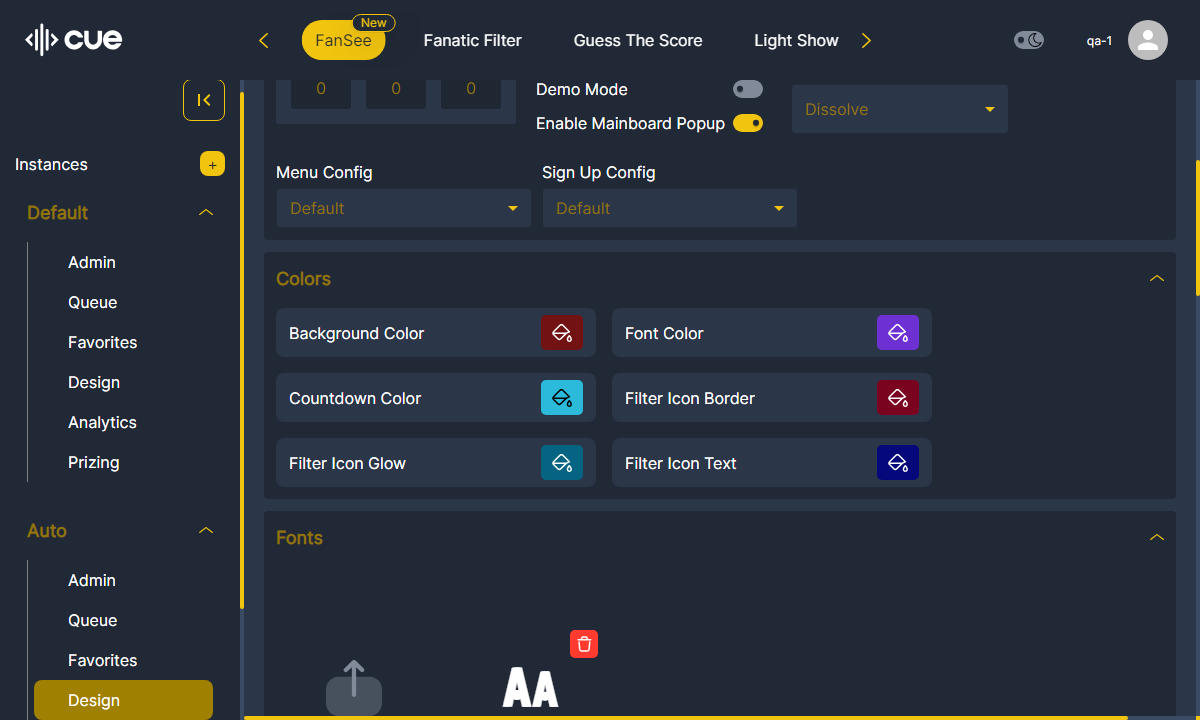 cue
FanSee
New
Fanatic Filter
Guess The Score
Light Show
qa-1
Instances
+
Default
Admin
Queue
Favorites
Design
Analytics
Prizing
Auto
Admin
Queue
Favorites
Design
0 0 0
Demo Mode
Enable Mainboard Popup
Dissolve
Menu Config
Default
Sign Up Config
Default
Colors
Background Color
Font Color
Countdown Color
Filter Icon Border
Filter Icon Glow
Filter Icon Text
Fonts
AA